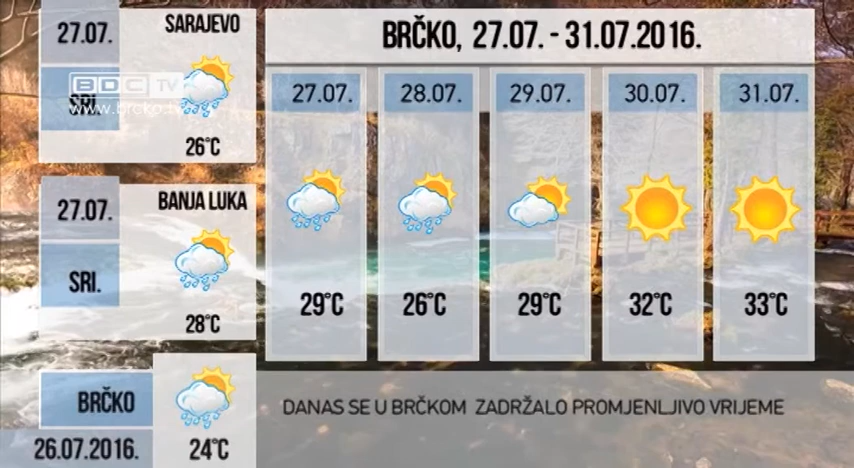 27.07.
SARAJEVO
BDC TV
www.brcko.tv
SRI.
26°C
27.07.
BANJA LUKA
SRI.
28°C
BRČKO
26.07.2016.
24°C
BRČKO, 27.07. - 31.07.2016.
27.07.
28.07.
29.07.
30.07.
31.07.
29°C
26°C
29°C
32°C
33°C
DANAS SE U BRČKOM ZADRŽALO PROMJENLJIVO VRIJEME